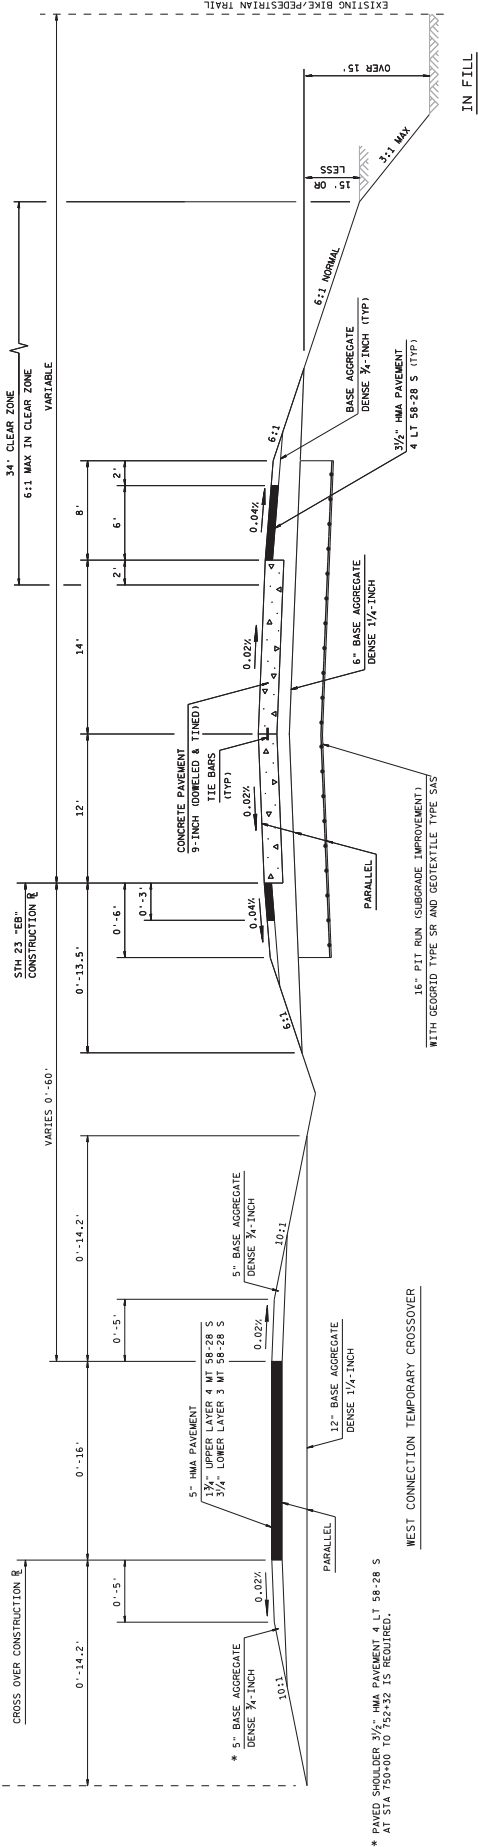 CROSS OVER CONSTRUCTION R
0'-14.2'
0'-16'
0'-14.2'
VARIES 0'-60'
0'-5'
0'-5'
0.02%
0.02%
* 5" BASE AGGREGATE
DENSE ¾-INCH
10:1
5" HMA PAVEMENT
1¾" UPPER LAYER 4 MT 58-28 S
3¼" LOWER LAYER 3 MT 58-28 S
5" BASE AGGREGATE
DENSE ¾-INCH
10:1
PARALLEL
12" BASE AGGREGATE
DENSE 1¼-INCH
WEST CONNECTION TEMPORARY CROSSOVER
* PAVED SHOULDER 3½" HMA PAVEMENT 4 LT 58-28 S
AT STA 750+00 TO 752+32 IS REQUIRED.
STH 23 "EB"
CONSTRUCTION R
0'-13.5'
0'-6'
0'-3'
12'
14'
8'
2'
6'
2'
34' CLEAR ZONE
6:1 MAX IN CLEAR ZONE
VARIABLE
6:1
0.04%
0.02%
CONCRETE PAVEMENT
9-INCH (DOWELED & TINED)
TIE BARS
(TYP)
0.02%
0.04%
6:1
PARALLEL
16" PIT RUN (SUBGRADE IMPROVEMENT)
WITH GEOGRID TYPE SR AND GEOTEXTILE TYPE SAS
6" BASE AGGREGATE
DENSE 1¼-INCH
3½" HMA PAVEMENT
4 LT 58-28 S (TYP)
BASE AGGREGATE
DENSE ¾-INCH (TYP)
6:1 NORMAL
15' OR
LESS
3:1 MAX
OVER 15'
IN FILL
EXISTING BIKE/PEDESTRIAN TRAIL